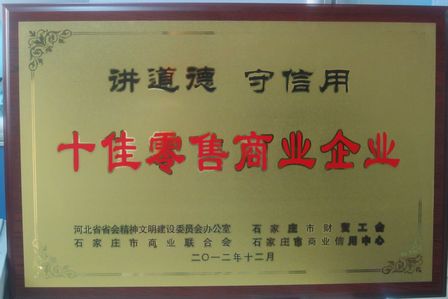 讲道德 守信用
十佳零售商业企业
河北省省会精神文明建设委员会办公室 石家庄市财贸工会
石家庄市商业联合会 石家庄市商业信用中心
二〇一二年十二月